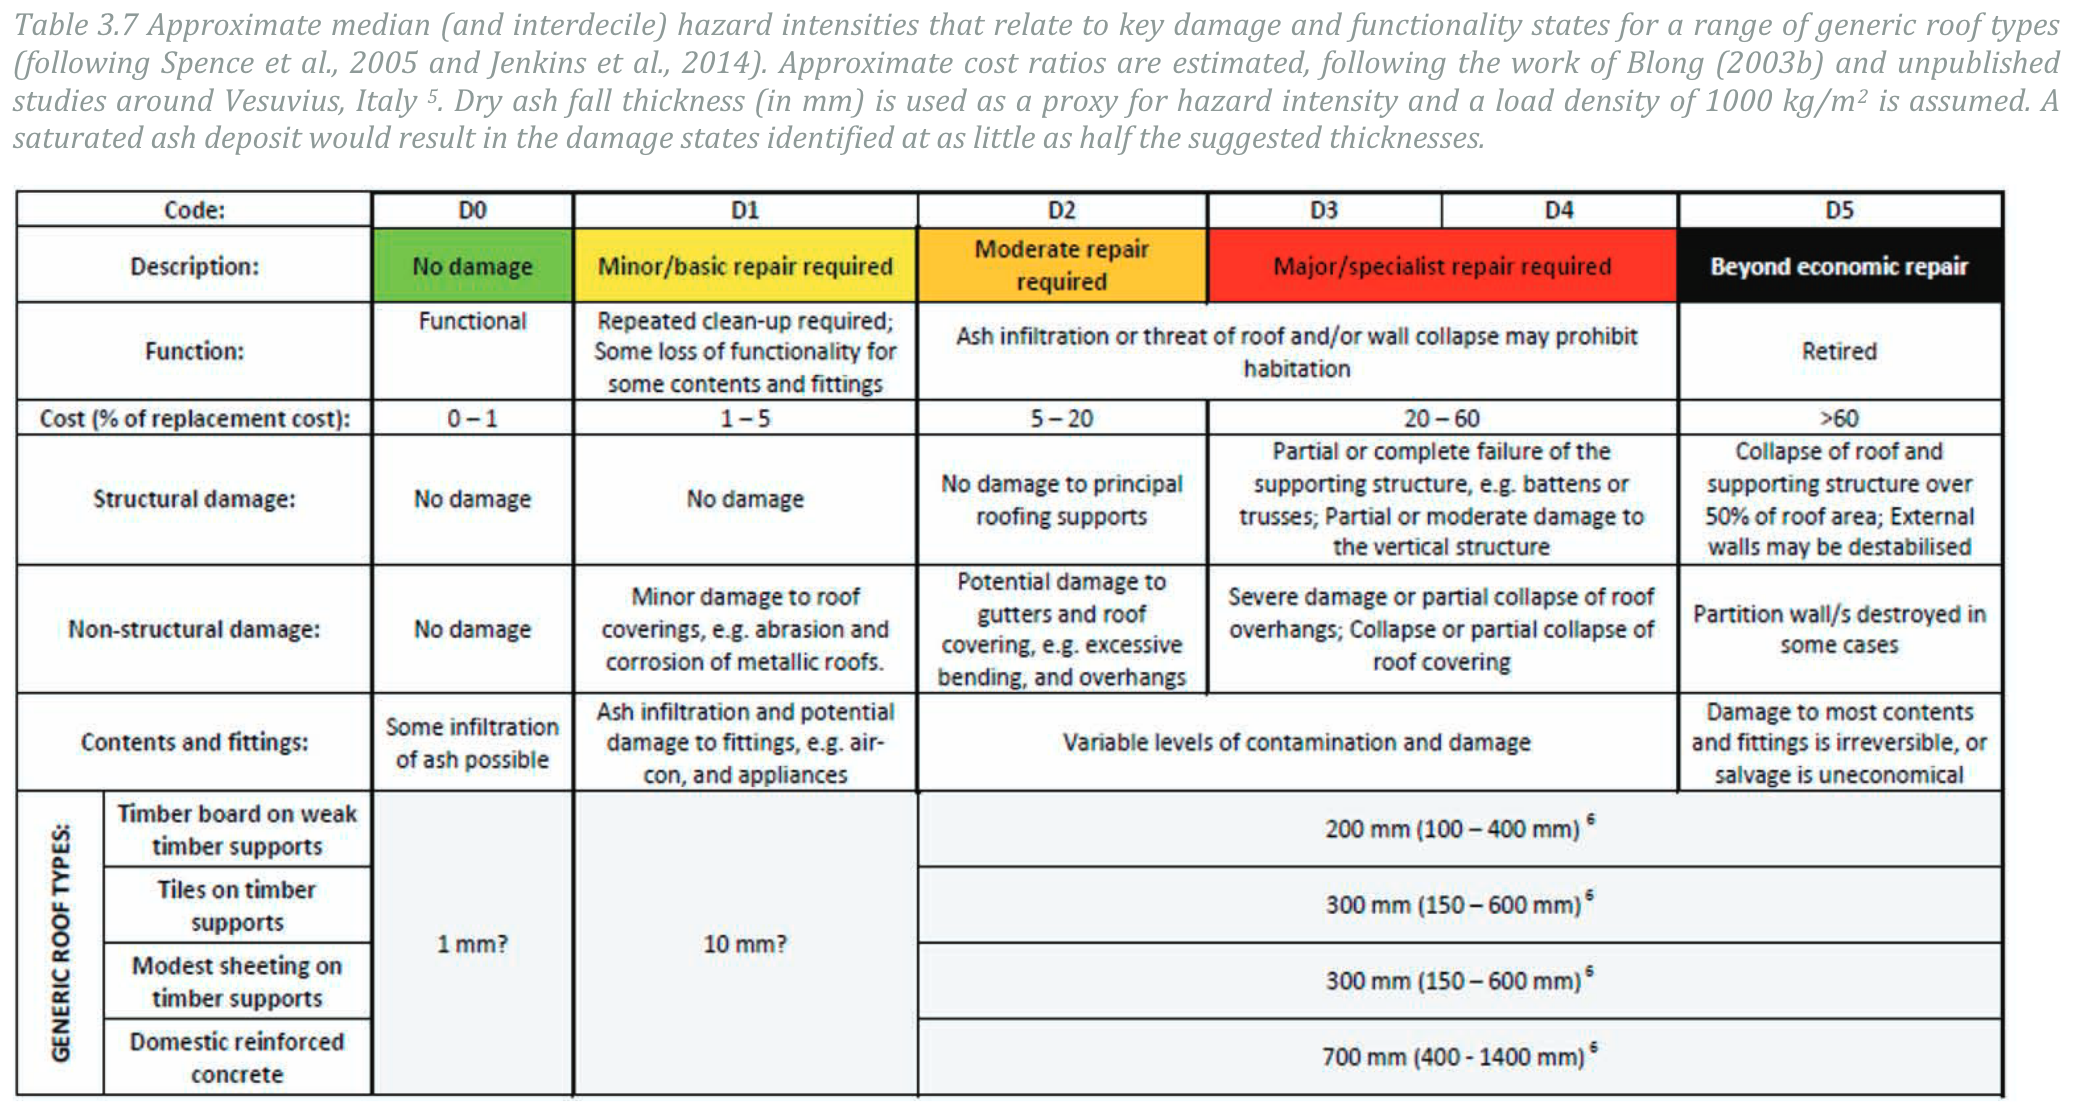 Table 3.7 Approximate median (and interdecile) hazard intensities that relate to key damage and functionality states for a range of generic roof types
(following Spence et al., 2005 and Jenkins et al., 2014). Approximate cost ratios are estimated, following the work of Blong (2003b) and unpublished
studies around Vesuvius, Italy ⁵. Dry ash fall thickness (in mm) is used as a proxy for hazard intensity and a load density of 1000 kg/m² is assumed. A
saturated ash deposit would result in the damage states identified at as little as half the suggested thicknesses.
Code: D0 D1 D2 D3 D4 D5
Description: No damage Minor/basic repair required Moderate repair
required Major/specialist repair required Beyond economic repair
Function: Functional Repeated clean-up required;
Some loss of functionality for
some contents and fittings
Ash infiltration or threat of roof and/or wall collapse may prohibit
habitation
Retired
Cost (% of replacement cost): 0 – 1 1 – 5 5 – 20 20 – 60 >60
Structural damage: No damage No damage No damage to principal
roofing supports
Partial or complete failure of the
supporting structure, e.g. battens or
trusses; Partial or moderate damage to
the vertical structure
Collapse of roof and
supporting structure over
50% of roof area; External
walls may be destabilised
Non-structural damage: No damage Minor damage to roof
coverings, e.g. abrasion and
corrosion of metallic roofs.
Potential damage to
gutters and roof
covering, e.g. excessive
bending, and overhangs
Severe damage or partial collapse of roof
overhangs; Collapse or partial collapse of
roof covering
Partition wall/s destroyed in
some cases
Contents and fittings: Some infiltration
of ash possible
Ash infiltration and potential
damage to fittings, e.g. air-
con, and appliances
Variable levels of contamination and damage
Damage to most contents
and fittings is irreversible, or
salvage is uneconomical
GENERIC ROOF TYPES:
Timber board on weak
timber supports
1 mm?
10 mm?
200 mm (100 – 400 mm) ⁶
Tiles on timber
supports
300 mm (150 – 600 mm) ⁶
Modest sheeting on
timber supports
300 mm (150 – 600 mm) ⁶
Domestic reinforced
concrete
700 mm (400 - 1400 mm) ⁶